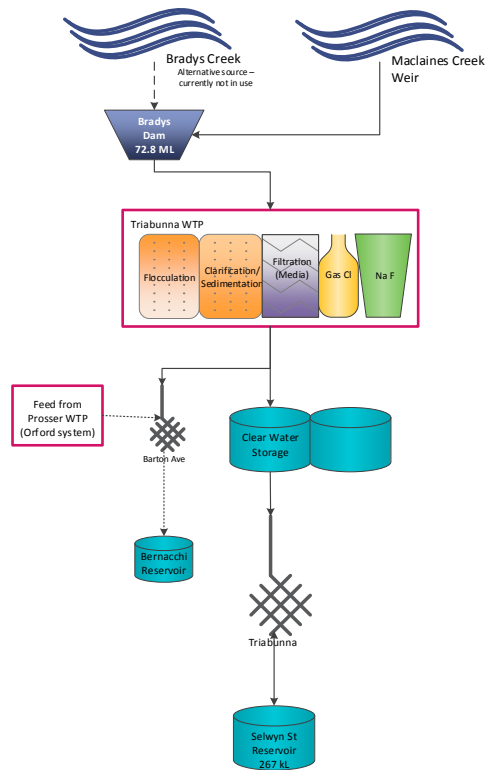 Bradys Creek
Alternative source –
currently not in use
Maclaines Creek
Weir
Bradys
Dam
72.8 ML
Triabunna WTP
Flocculation
Clarification/
Sedimentation
Filtration
(Media)
Gas Cl
Na F
Feed from
Prosser WTP
(Orford system)
Barton Ave
Clear Water
Storage
Bernacchi
Reservoir
Triabunna
Selwyn St
Reservoir
267 kL